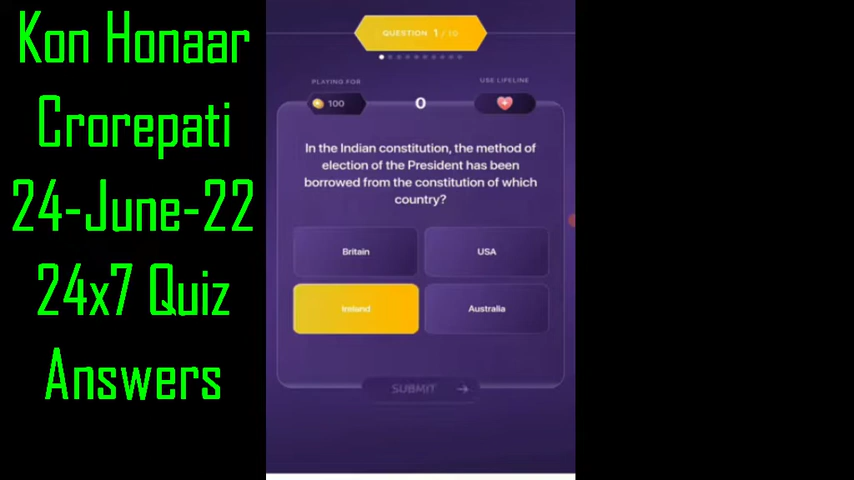 Kon Honaar
Crorepati
24-June-22
24x7 Quiz
Answers
QUESTION 1 / 10
PLAYING FOR
USE LIFELINE
100
0
In the Indian constitution, the method of
election of the President has been
borrowed from the constitution of which
country?
Britain
USA
Ireland
Australia
SUBMIT